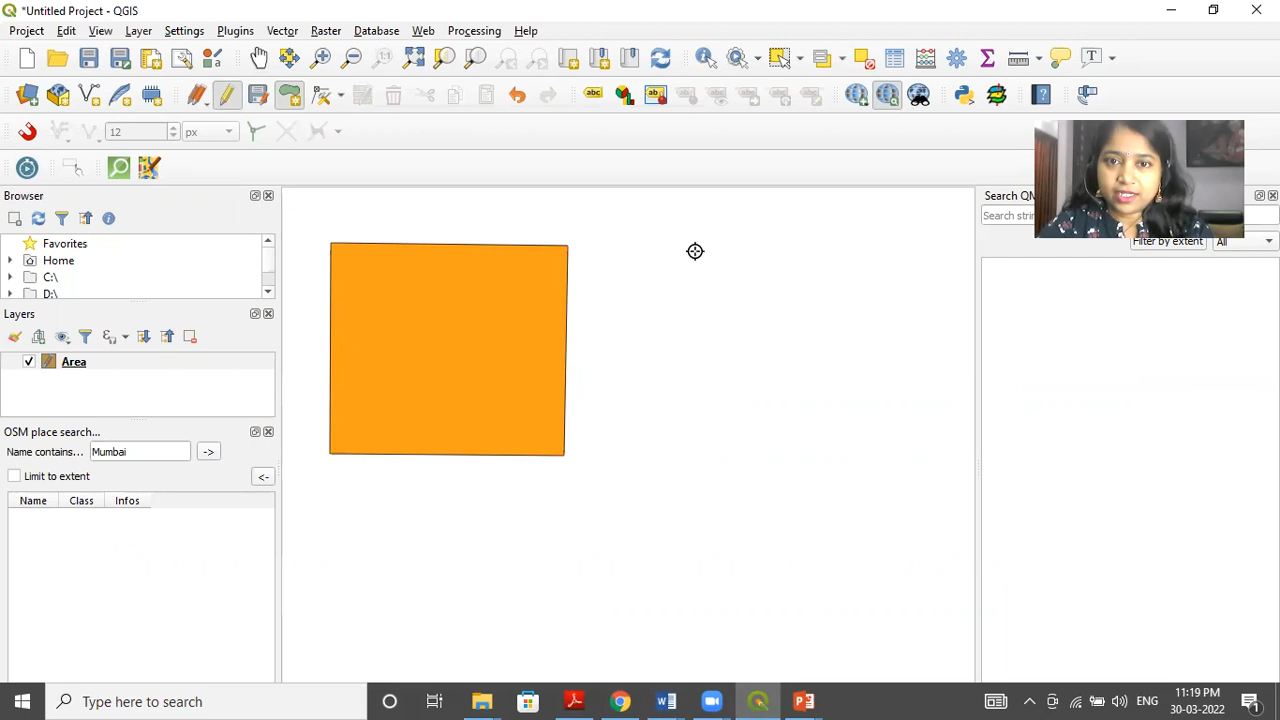 *Untitled Project - QGIS
Project Edit View Layer Settings Plugins Vector Raster Database Web Processing Help
12 px
Browser
Search QM
Search strin
Favorites
Filter by extent All
Home
C:\
D:\
Layers
Area
OSM place search...
Name contains... Mumbai ->
Limit to extent <-
Name Class Infos
Type here to search
ENG
11:19 PM
30-03-2022